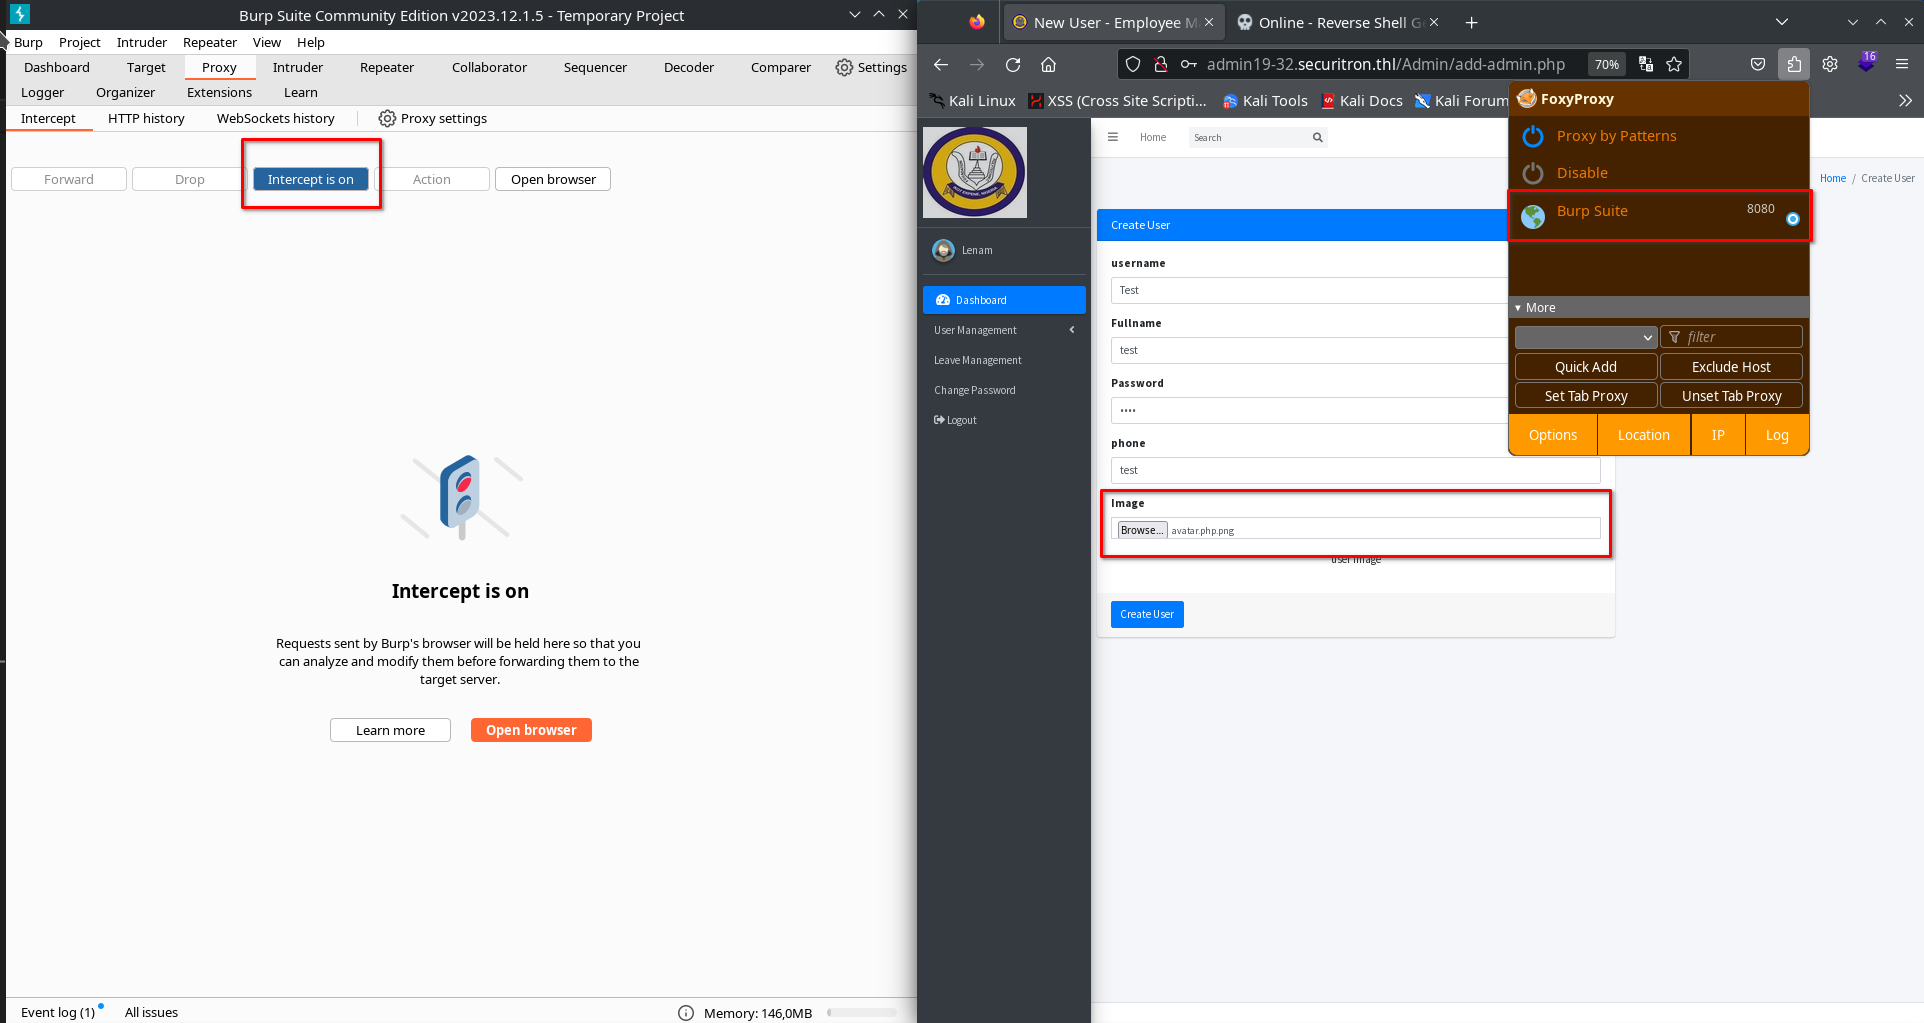 Burp Suite Community Edition v2023.12.1.5 - Temporary Project
Burp Project Intruder Repeater View Help
Dashboard Target Proxy Intruder Repeater Collaborator Sequencer Decoder Comparer Settings
Logger Organizer Extensions Learn
Intercept HTTP history WebSockets history Proxy settings
Forward Drop Intercept is on Action Open browser
Intercept is on
Requests sent by Burp's browser will be held here so that you
can analyze and modify them before forwarding them to the
target server.
Learn more Open browser
Event log (1) All issues Memory: 146,0MB
New User - Employee M Online - Reverse Shell G
admin19-32.securitron.thl/Admin/add-admin.php 70% 16
Kali Linux XSS (Cross Site Scripti... Kali Tools Kali Docs Kali Forum
Home Search
Lenam
Dashboard
User Management
Leave Management
Change Password
Logout
Home / Create User
Create User
username
Test
Fullname
test
Password
••••
phone
test
Image
Browse... avatar.php.png
user image
Create User
FoxyProxy
Proxy by Patterns
Disable
Burp Suite 8080
More
filter
Quick Add Exclude Host
Set Tab Proxy Unset Tab Proxy
Options Location IP Log